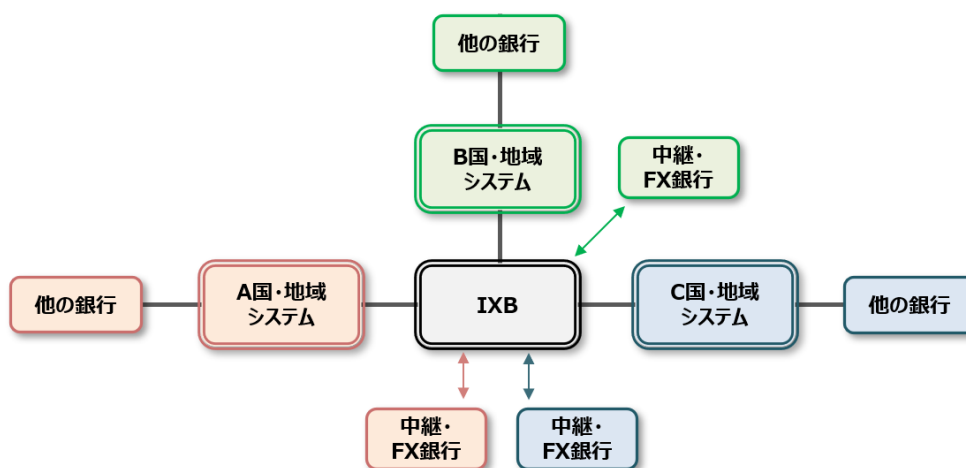 他の銀行
B国・地域
システム
中継・
FX銀行
他の銀行
A国・地域
システム
IXB
C国・地域
システム
他の銀行
中継・
FX銀行
中継・
FX銀行